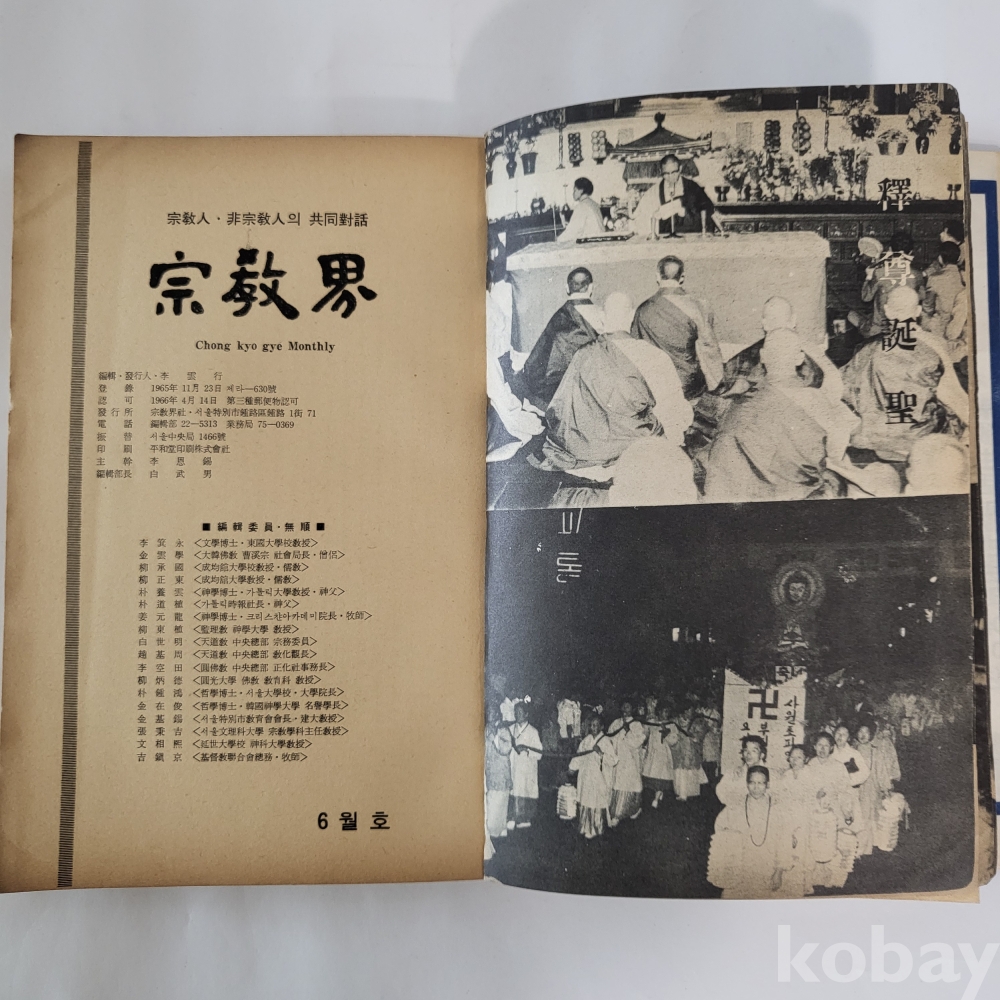 宗敎人·非宗敎人의 共同對話
宗敎界
Chong kyo gye Monthly
編輯·發行人·李 雲 行
登 錄 1965年 11月 23日 제라—630號
認 可 1966年 4月 14日 第三種郵便物認可
發 行 所 宗敎界社·서울特別市鍾路區鍾路 1街 71
電 話 編輯部 22—5313 業務局 75—0369
振 替 서울中央局 1466號
印 刷 平和堂印刷株式會社
主 幹 李 恩 錫
編輯部長 白 武 男
■ 編輯委員·無順 ■
李 箕 永 <文學博士·東國大學校敎授>
金 雲 學 <大韓佛敎 曹溪宗 社會局長·僧侶>
柳 承 國 <成均舘大學校敎授·儒敎>
柳 正 東 <成均舘大學敎授·儒敎>
朴 養 雲 <神學博士·가톨릭大學敎授·神父>
朴 道 植 <가톨릭時報社長·神父>
姜 元 龍 <神學博士·크리스챤아카데미院長·牧師>
柳 東 植 <監理敎 神學大學 敎授>
白 世 明 <天道敎 中央總部 宗務委員>
趙 基 周 <天道敎 中央總部 敎化觀長>
李 空 田 <圓佛敎 中央總部 正化社事務長>
柳 炳 德 <圓光大學 佛敎 敎育科 敎授>
朴 鍾 鴻 <哲學博士·서울大學校·大學院長>
金 在 俊 <哲學博士·韓國神學大學 名譽學長>
金 基 錫 <서울特別市敎育會會長·建大敎授>
張 秉 吉 <서울文理科大學 宗敎學科主任敎授>
文 相 熙 <延世大學校 神科大學敎授>
吉 鎭 京 <基督敎聯合會總務·牧師>
6월호
釋尊誕聖
卍
kobay